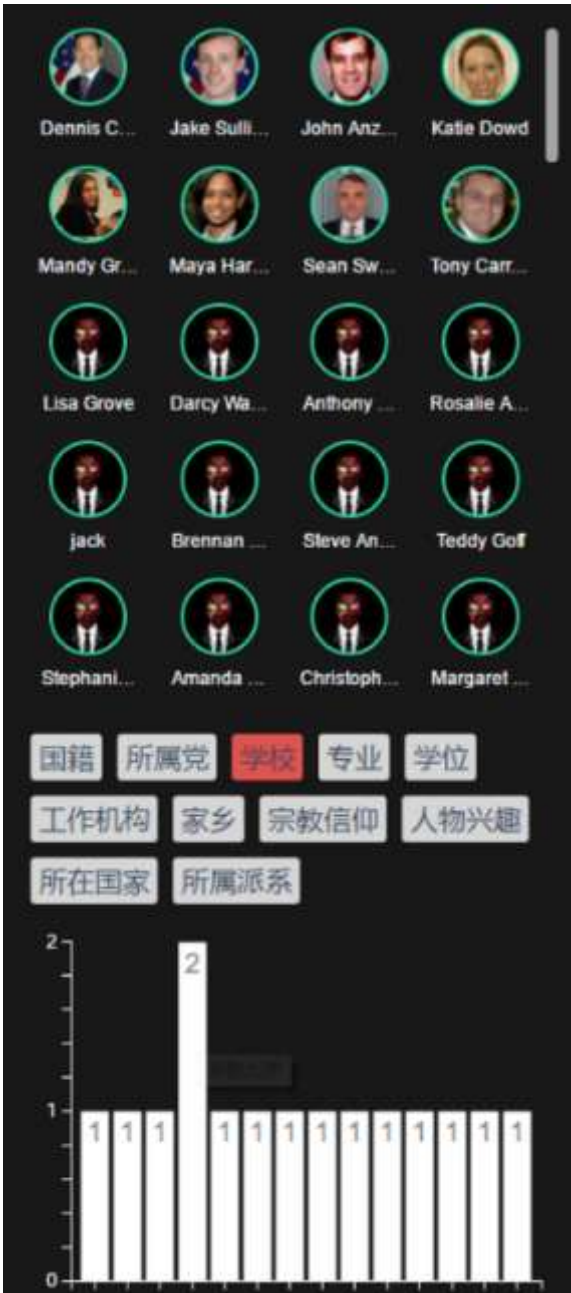 Dennis C... Jake Sulli... John Anz... Katie Dowd
Mandy Gr... Maya Har... Sean Sw... Tony Carr...
Lisa Grove Darcy Wa... Anthony ... Rosalie A...
jack Brennan ... Steve An... Teddy Goff
Stephani... Amanda ... Christoph... Margaret ...
国籍 所属党 学校 专业 学位
工作机构 家乡 宗教信仰 人物兴趣
所在国家 所属派系
2
2
1
1 1 1 1 1 1 1 1 1 1 1 1 1
0